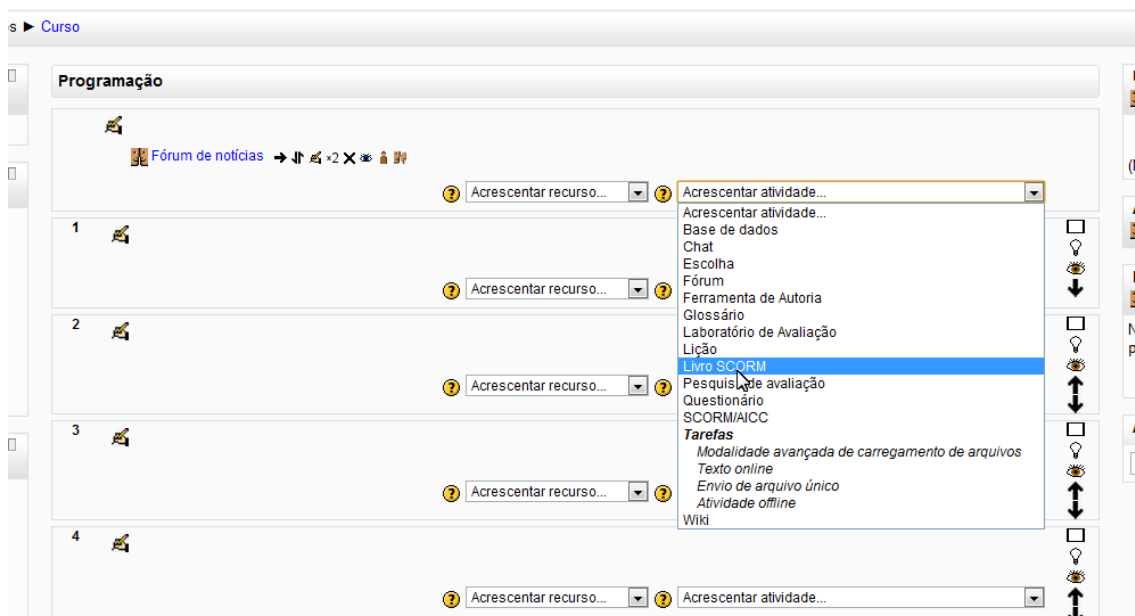 s ► Curso
Programação
Fórum de notícias ×2
Acrescentar recurso... Acrescentar atividade...
Acrescentar atividade...
Base de dados
Chat
Escolha
Fórum
Ferramenta de Autoria
Glossário
Laboratório de Avaliação
Lição
Livro SCORM
Pesquisa de avaliação
Questionário
SCORM/AICC
Tarefas
Modalidade avançada de carregamento de arquivos
Texto online
Envio de arquivo único
Atividade offline
Wiki
1
Acrescentar recurso...
2
Acrescentar recurso...
3
Acrescentar recurso...
4
Acrescentar recurso... Acrescentar atividade...